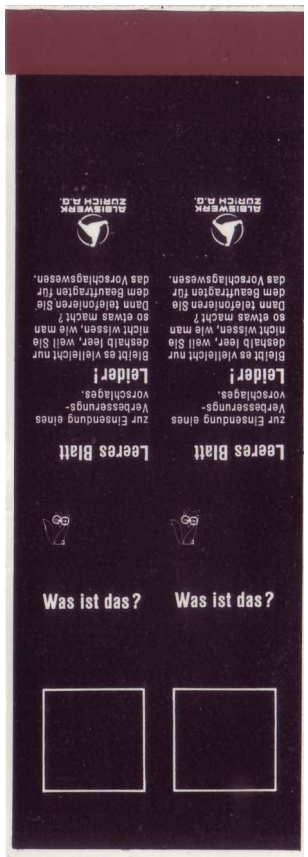 Was ist das?
Leeres Blatt
zur Einsendung eines
Verbesserungs-
vorschlages.
Leider!
Bleibt es vielleicht nur
deshalb leer, weil Sie
nicht wissen, wie man
so etwas macht?
Dann telefonieren Sie
dem Beauftragten für
das Vorschlagswesen.
ALBISWERK
ZÜRICH A.G.
Was ist das?
Leeres Blatt
zur Einsendung eines
Verbesserungs-
vorschlages.
Leider!
Bleibt es vielleicht nur
deshalb leer, weil Sie
nicht wissen, wie man
so etwas macht?
Dann telefonieren Sie
dem Beauftragten für
das Vorschlagswesen.
ALBISWERK
ZÜRICH A.G.